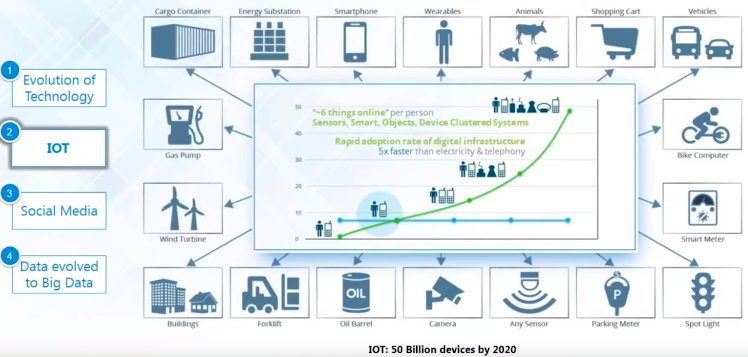 Cargo Container
Energy Substation
Smartphone
Wearables
Animals
Shopping Cart
Vehicles
1
Evolution of
Technology
2
IOT
3
Social Media
4
Data evolved
to Big Data
Gas Pump
Wind Turbine
50
40
30
20
10
0
"~6 things online" per person
Sensors, Smart, Objects, Device Clustered Systems
Rapid adoption rate of digital infrastructure
5x faster than electricity & telephony
Bike Computer
Smart Meter
OIL
P
Buildings
Forklift
Oil Barrel
Camera
Any Sensor
Parking Meter
Spot Light
IOT: 50 Billion devices by 2020